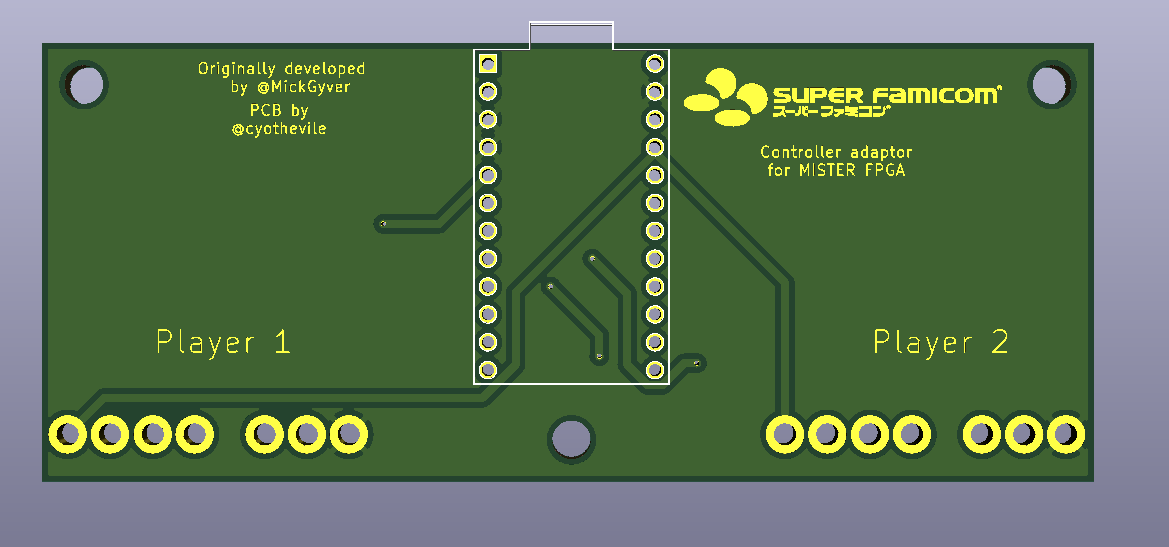 Originally developed
by @MickGyver
PCB by
@cyothevile
SUPER FAMICOM
スーパーファミコン
Controller adaptor
for MISTER FPGA
Player 1
Player 2